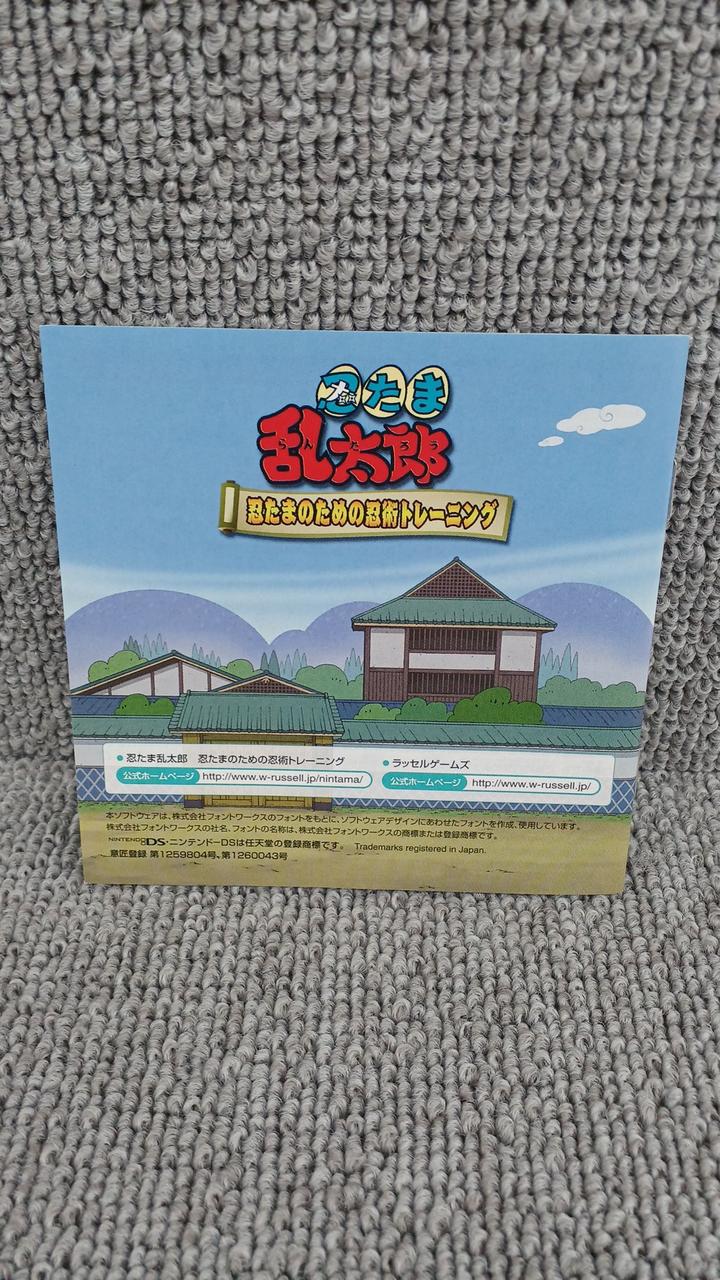 忍たま
乱太郎
忍たまのための忍術トレーニング
● 忍たま乱太郎 忍たまのための忍術トレーニング
公式ホームページ http://www.w-russell.jp/nintama/
● ラッセルゲームズ
公式ホームページ http://www.w-russell.jp/
本ソフトウェアは、株式会社フォントワークスのフォントをもとに、ソフトウェアデザインにあわせたフォントを作成、使用しています。
株式会社フォントワークスの社名、フォントの名称は、株式会社フォントワークスの商標または登録商標です。
NINTENDO DS・ニンテンドーDSは任天堂の登録商標です。 Trademarks registered in Japan.
意匠登録 第1259804号、第1260043号